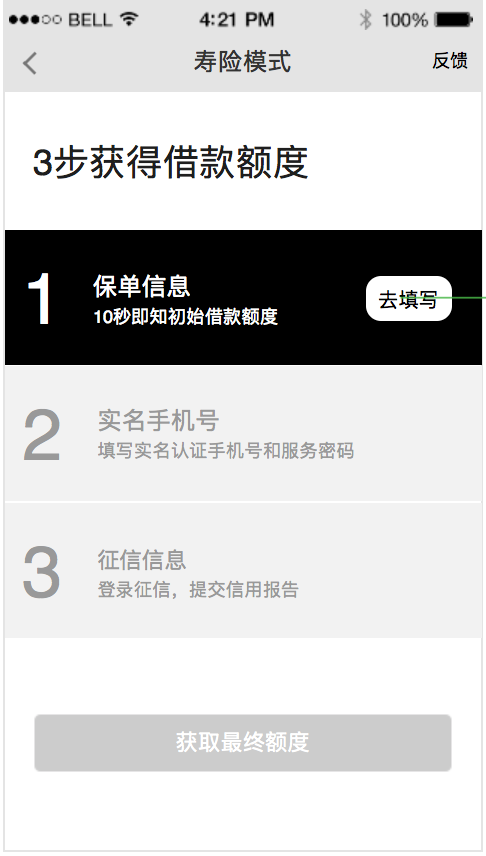 BELL 4:21 PM 100%
寿险模式 反馈
3步获得借款额度
1 保单信息 去填写
10秒即知初始借款额度
2 实名手机号
填写实名认证手机号和服务密码
3 征信信息
登录征信，提交信用报告
获取最终额度